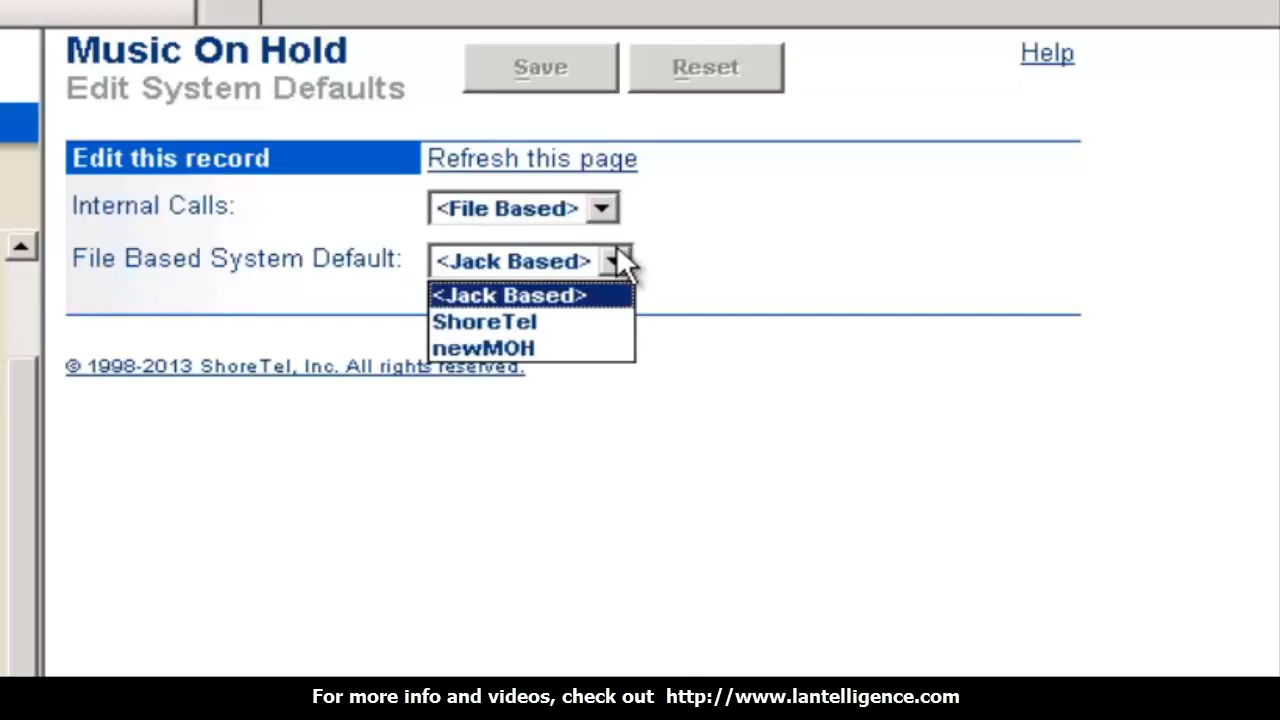 Music On Hold
Save
Reset
Help
Edit System Defaults
Edit this record
Refresh this page
Internal Calls:
<File Based>
File Based System Default:
<Jack Based>
<Jack Based>
ShoreTel
newMOH
© 1998-2013 ShoreTel, Inc. All rights reserved.
For more info and videos, check out http://www.lantelligence.com